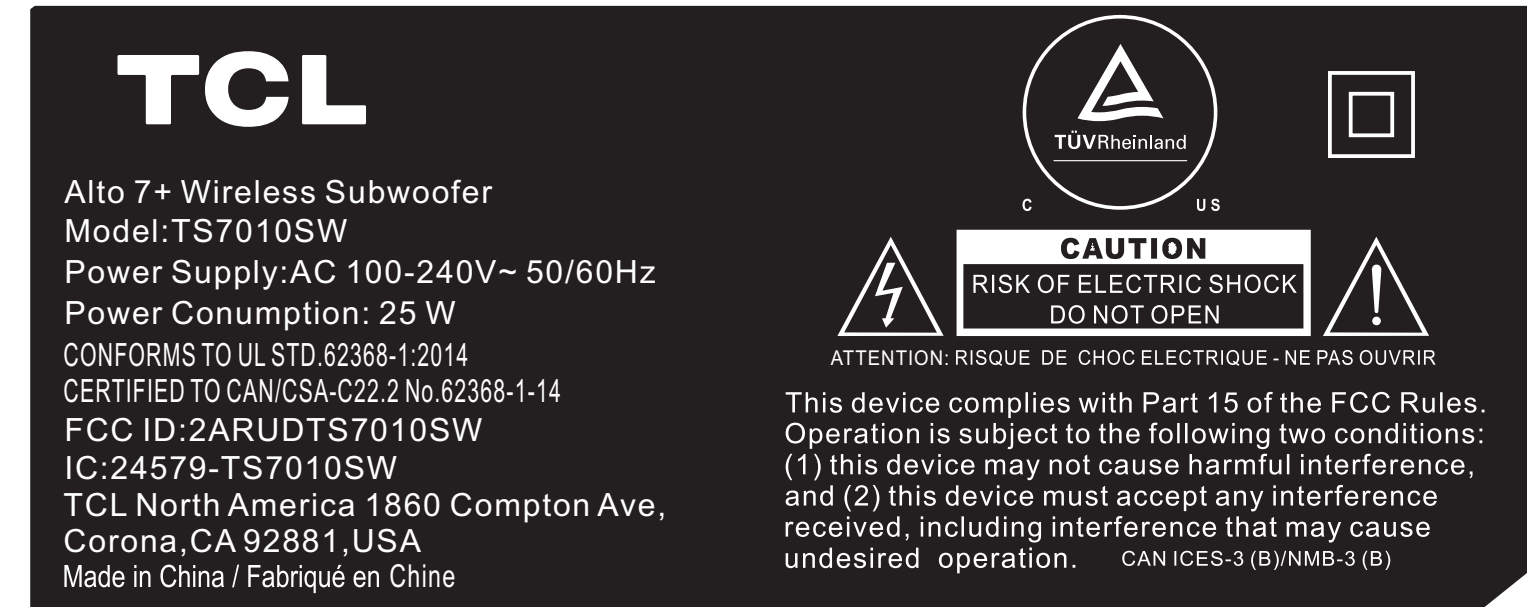 TCL
Alto 7+ Wireless Subwoofer
Model:TS7010SW
Power Supply:AC 100-240V~ 50/60Hz
Power Conumption: 25 W
CONFORMS TO UL STD.62368-1:2014
CERTIFIED TO CAN/CSA-C22.2 No.62368-1-14
FCC ID:2ARUDTS7010SW
IC:24579-TS7010SW
TCL North America 1860 Compton Ave,
Corona,CA 92881,USA
Made in China / Fabriqué en Chine
TÜVRheinland
C US
CAUTION
RISK OF ELECTRIC SHOCK
DO NOT OPEN
ATTENTION: RISQUE DE CHOC ELECTRIQUE - NE PAS OUVRIR
This device complies with Part 15 of the FCC Rules.
Operation is subject to the following two conditions:
(1) this device may not cause harmful interference,
and (2) this device must accept any interference
received, including interference that may cause
undesired operation. CAN ICES-3 (B)/NMB-3 (B)